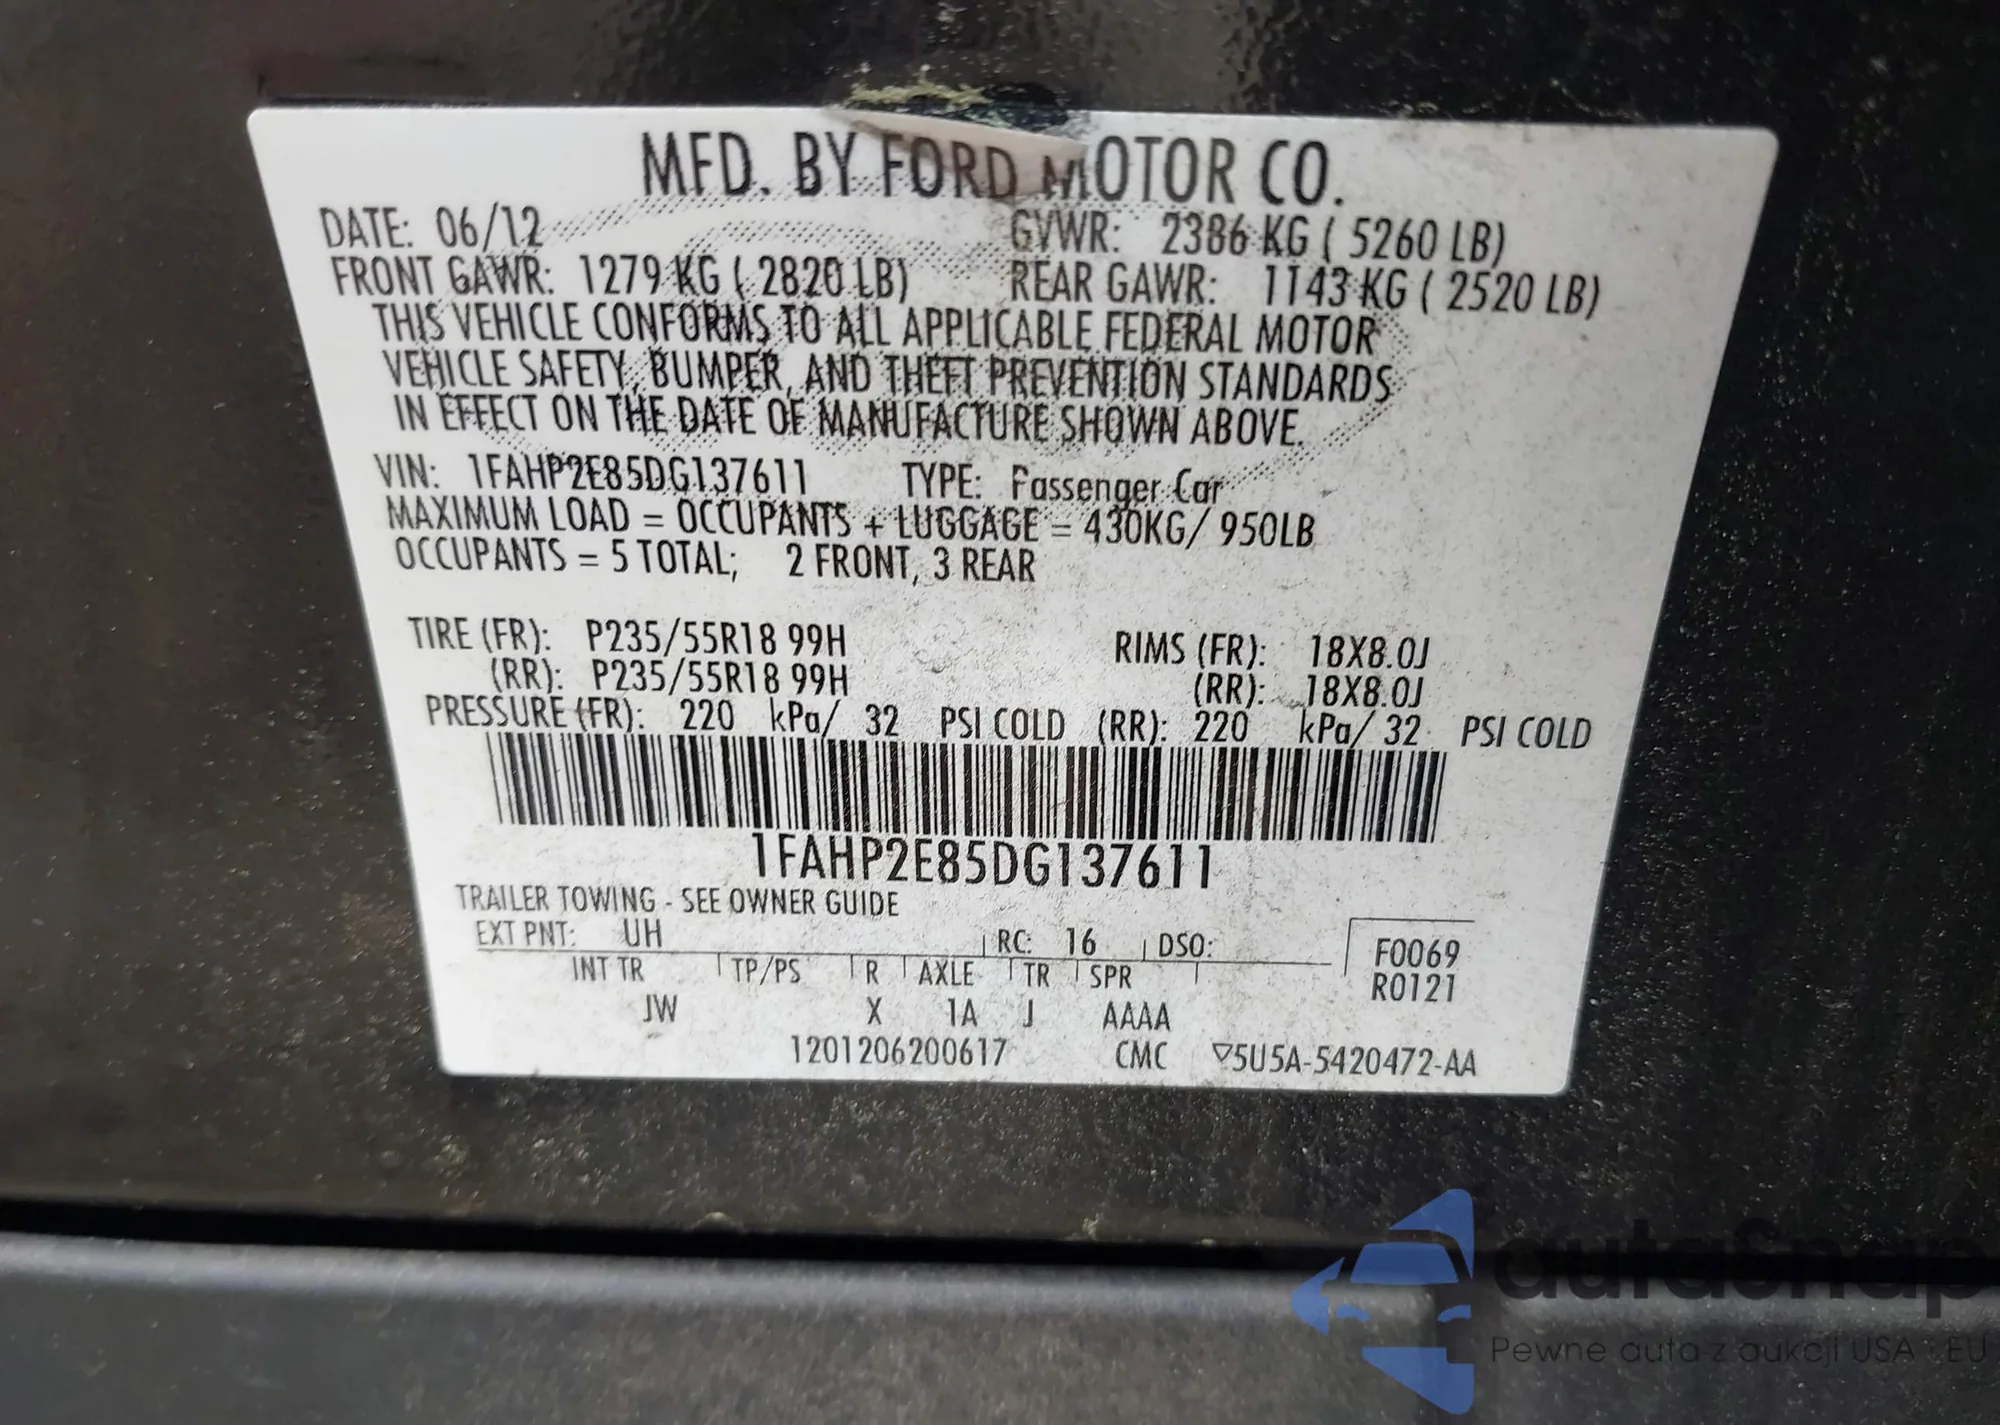 MFD. BY FORD MOTOR CO.
DATE: 06/12 GVWR: 2386 KG ( 5260 LB)
FRONT GAWR: 1279 KG ( 2820 LB) REAR GAWR: 1143 KG ( 2520 LB)
THIS VEHICLE CONFORMS TO ALL APPLICABLE FEDERAL MOTOR
VEHICLE SAFETY, BUMPER, AND THEFT PREVENTION STANDARDS
IN EFFECT ON THE DATE OF MANUFACTURE SHOWN ABOVE.
VIN: 1FAHP2E85DG137611 TYPE: Passenger Car
MAXIMUM LOAD = OCCUPANTS + LUGGAGE = 430KG/ 950LB
OCCUPANTS = 5 TOTAL; 2 FRONT, 3 REAR
TIRE (FR): P235/55R18 99H RIMS (FR): 18X8.0J
(RR): P235/55R18 99H (RR): 18X8.0J
PRESSURE (FR): 220 kPa/ 32 PSI COLD (RR): 220 kPa/ 32 PSI COLD
1FAHP2E85DG137611
TRAILER TOWING - SEE OWNER GUIDE
EXT PNT: UH RC: 16 DSO: F0069
INT TR TP/PS R AXLE TR SPR R0121
JW X 1A J AAAA
1201206200617 CMC ▽5U5A-5420472-AA
autosnap
Pewne auta z aukcji USA i EU